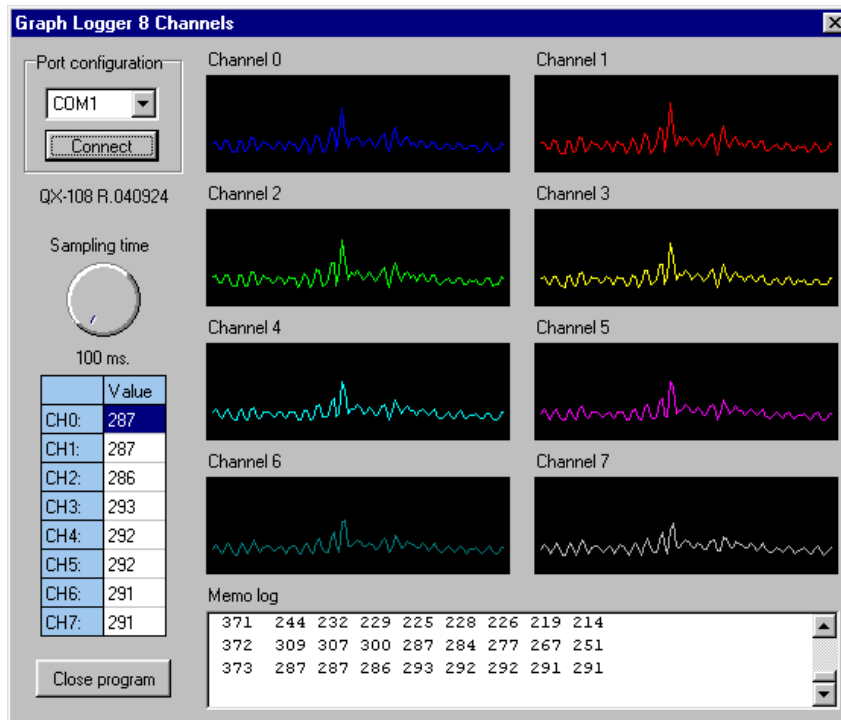 Graph Logger 8 Channels
Port configuration
COM1
Connect
QX-108 R.040924
Sampling time
100 ms.
Value
CH0: 287
CH1: 287
CH2: 286
CH3: 293
CH4: 292
CH5: 292
CH6: 291
CH7: 291
Close program
Channel 0
Channel 1
Channel 2
Channel 3
Channel 4
Channel 5
Channel 6
Channel 7
Memo log
371 244 232 229 225 228 226 219 214
372 309 307 300 287 284 277 267 251
373 287 287 286 293 292 292 291 291